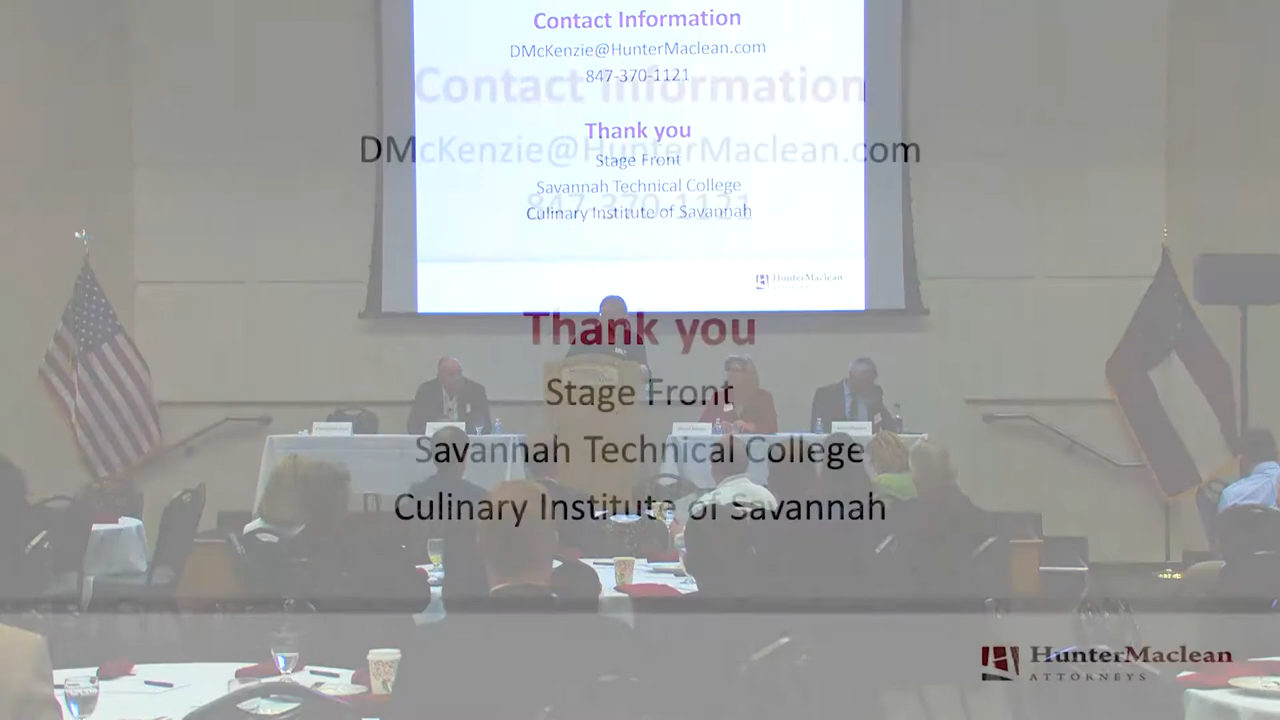 Contact Information
DMcKenzie@HunterMaclean.com
847-370-1121
Thank you
Stage Front
Savannah Technical College
Culinary Institute of Savannah
HunterMaclean
Contact Information
DMcKenzie@HunterMaclean.com
847-370-1121
Thank you
Stage Front
Savannah Technical College
Culinary Institute of Savannah
HunterMaclean
ATTORNEYS